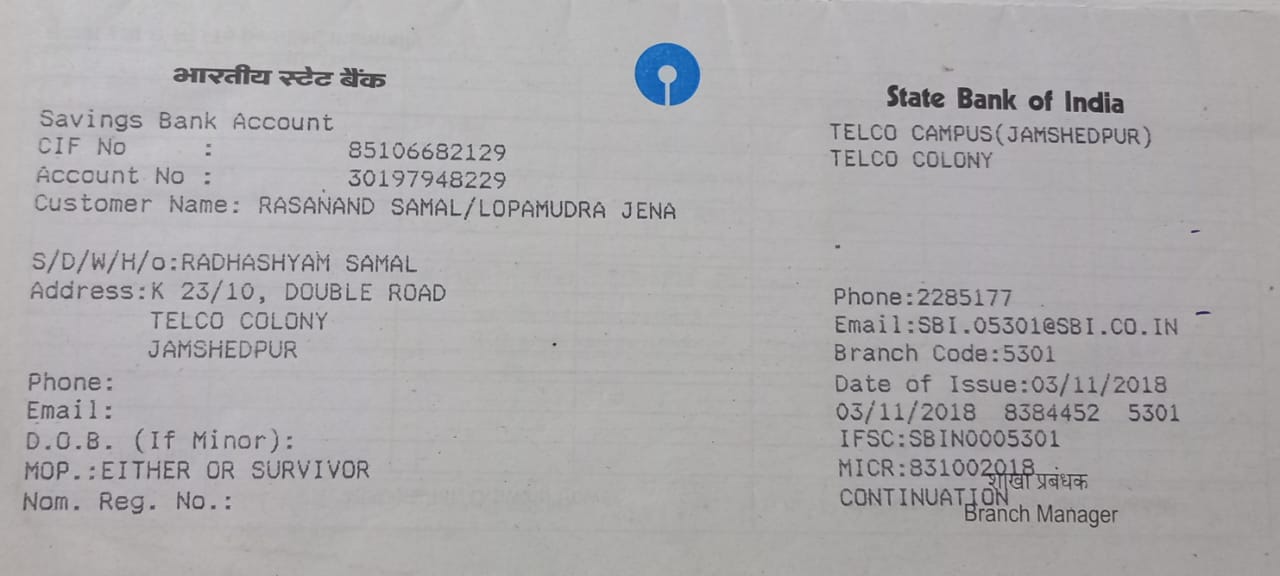 भारतीय स्टेट बैंक
Savings Bank Account
CIF No : 85106682129
Account No : 30197948229
Customer Name: RASANAND SAMAL/LOPAMUDRA JENA
S/D/W/H/o:RADHASHYAM SAMAL
Address:K 23/10, DOUBLE ROAD
TELCO COLONY
JAMSHEDPUR
Phone:
Email:
D.O.B. (If Minor):
MOP.:EITHER OR SURVIVOR
Nom. Reg. No.:
State Bank of India
TELCO CAMPUS(JAMSHEDPUR)
TELCO COLONY
Phone:2285177
Email:SBI.05301@SBI.CO.IN
Branch Code:5301
Date of Issue:03/11/2018
03/11/2018 8384452 5301
IFSC:SBIN0005301
MICR:831002018
शाखा प्रबंधक
CONTINUATION
Branch Manager